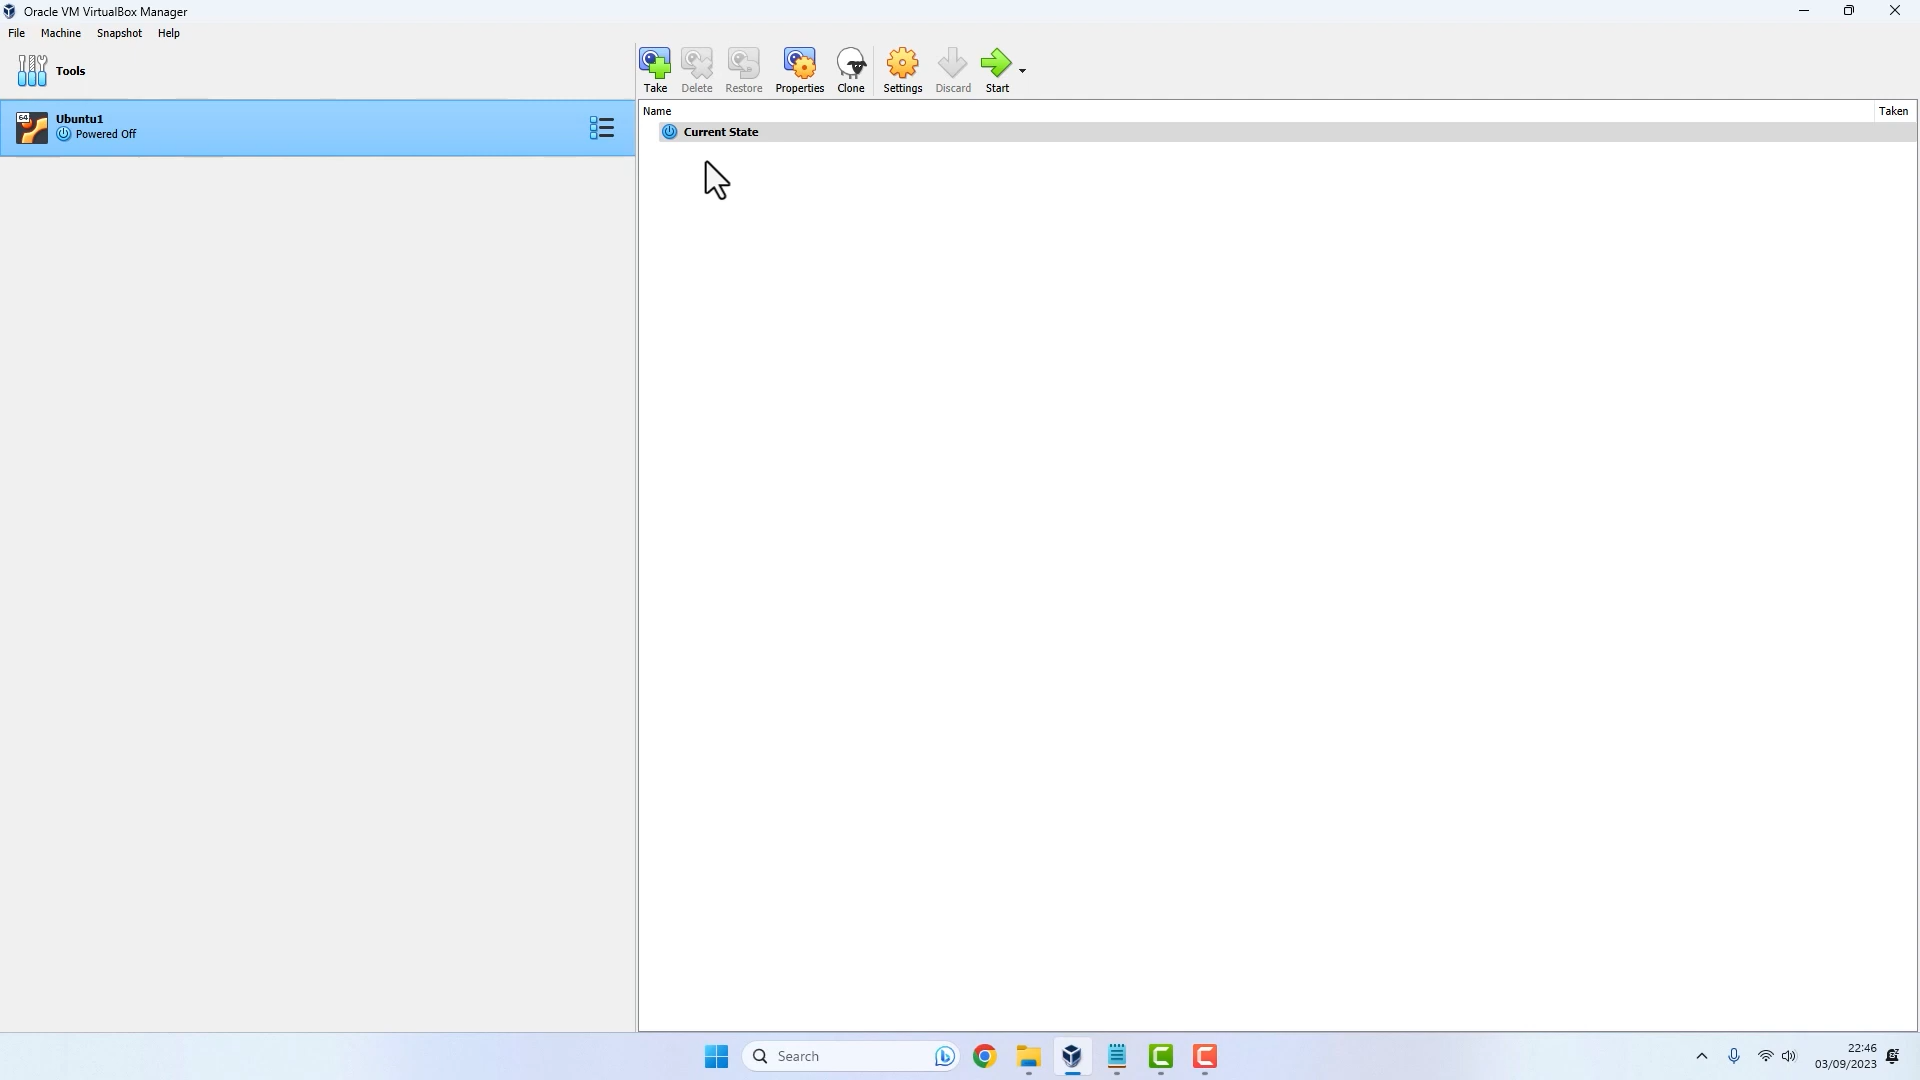 Oracle VM VirtualBox Manager
File Machine Snapshot Help
Tools
Take Delete Restore Properties Clone Settings Discard Start
64
Ubuntu1
Powered Off
Name Taken
Current State
Search
22:46
03/09/2023